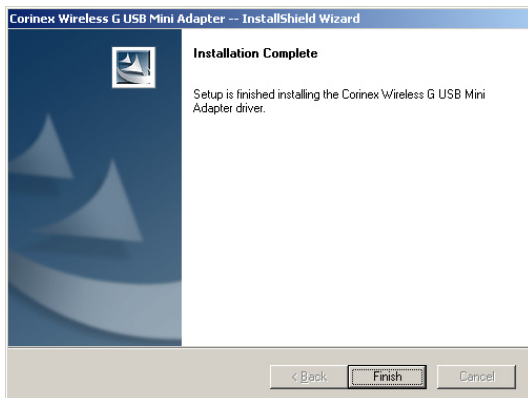 Corinex Wireless G USB Mini Adapter -- InstallShield Wizard
Installation Complete
Setup is finished installing the Corinex Wireless G USB Mini
Adapter driver.
< Back
Finish
Cancel